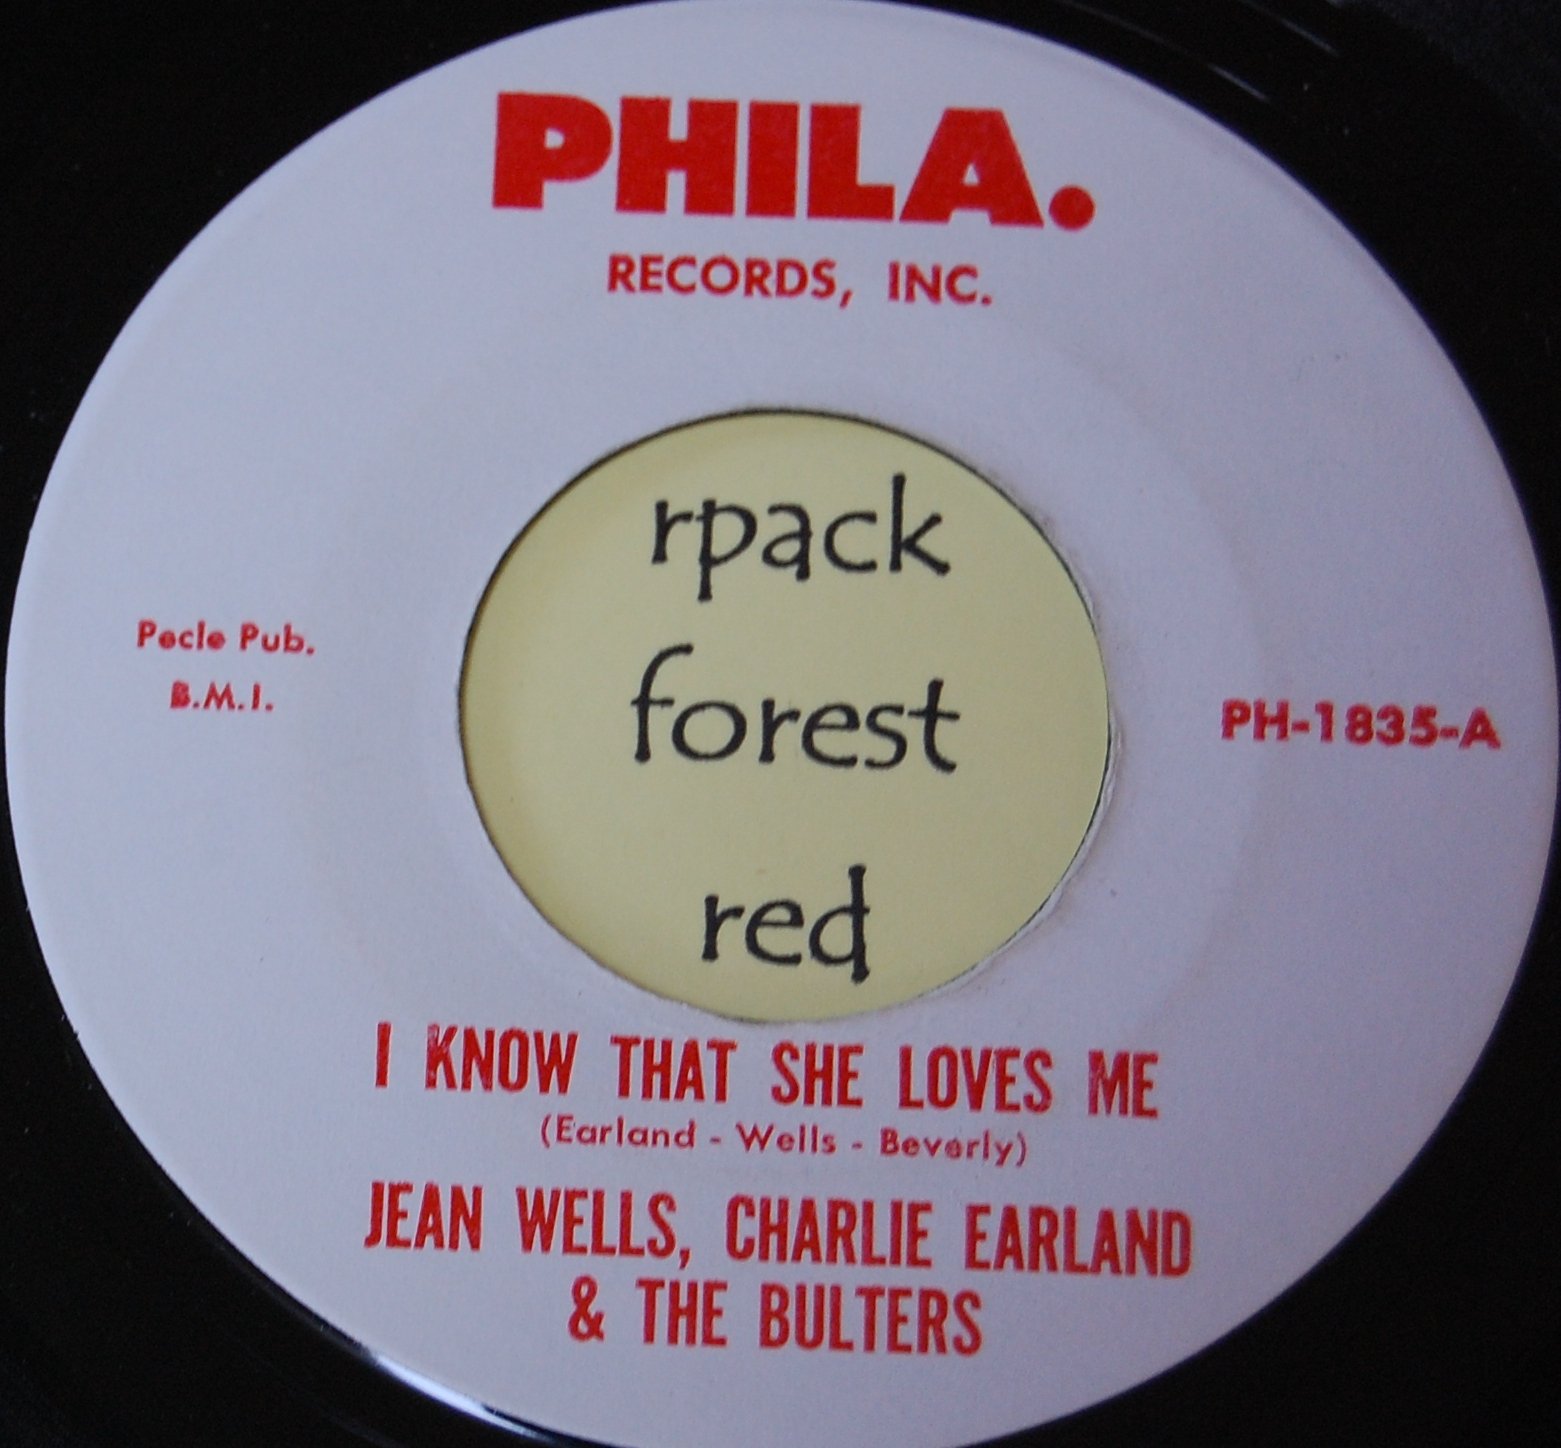 PHILA.
RECORDS, INC.
rpack
forest
red
Pecle Pub.
B.M.I.
PH-1835-A
I KNOW THAT SHE LOVES ME
(Earland - Wells - Beverly)
JEAN WELLS, CHARLIE EARLAND
& THE BULTERS